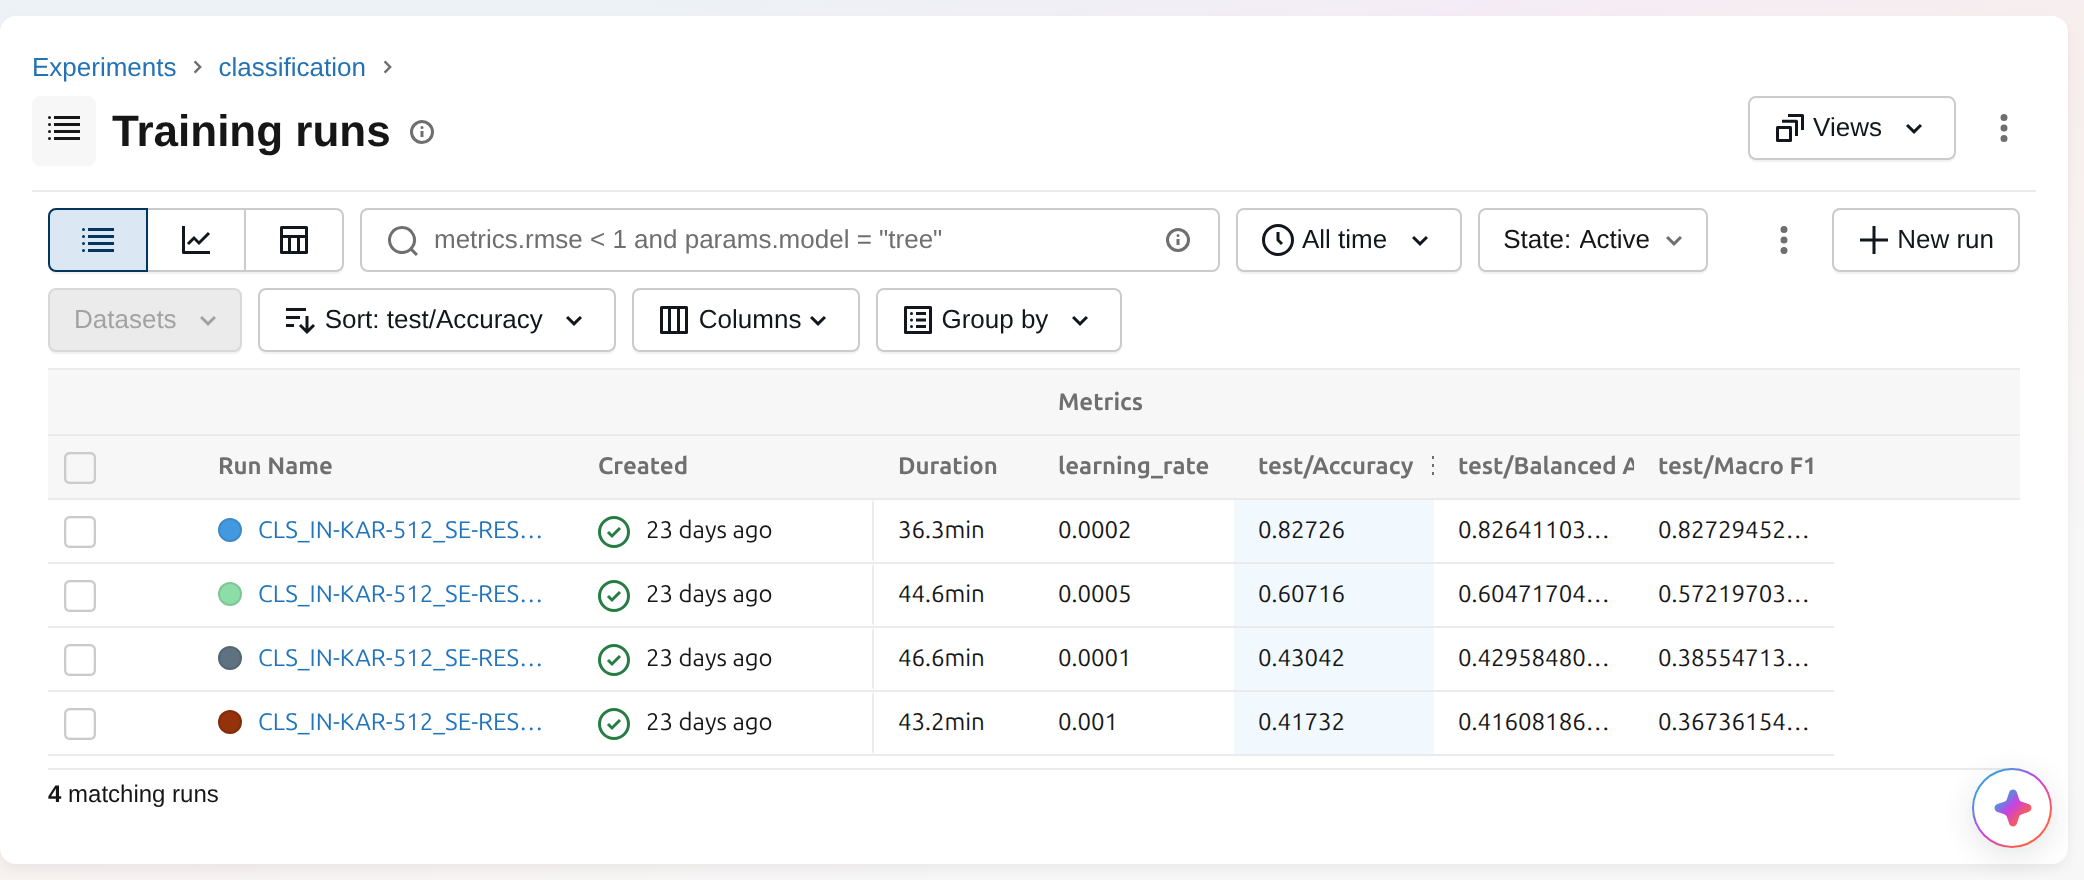 Experiments > classification >
Training runs
Views
metrics.rmse < 1 and params.model = "tree"
All time
State: Active
New run
Datasets
Sort: test/Accuracy
Columns
Group by
Metrics
Run Name Created Duration learning_rate test/Accuracy test/Balanced A test/Macro F1
CLS_IN-KAR-512_SE-RES... 23 days ago 36.3min 0.0002 0.82726 0.82641103... 0.82729452...
CLS_IN-KAR-512_SE-RES... 23 days ago 44.6min 0.0005 0.60716 0.60471704... 0.57219703...
CLS_IN-KAR-512_SE-RES... 23 days ago 46.6min 0.0001 0.43042 0.42958480... 0.38554713...
CLS_IN-KAR-512_SE-RES... 23 days ago 43.2min 0.001 0.41732 0.41608186... 0.36736154...
4 matching runs